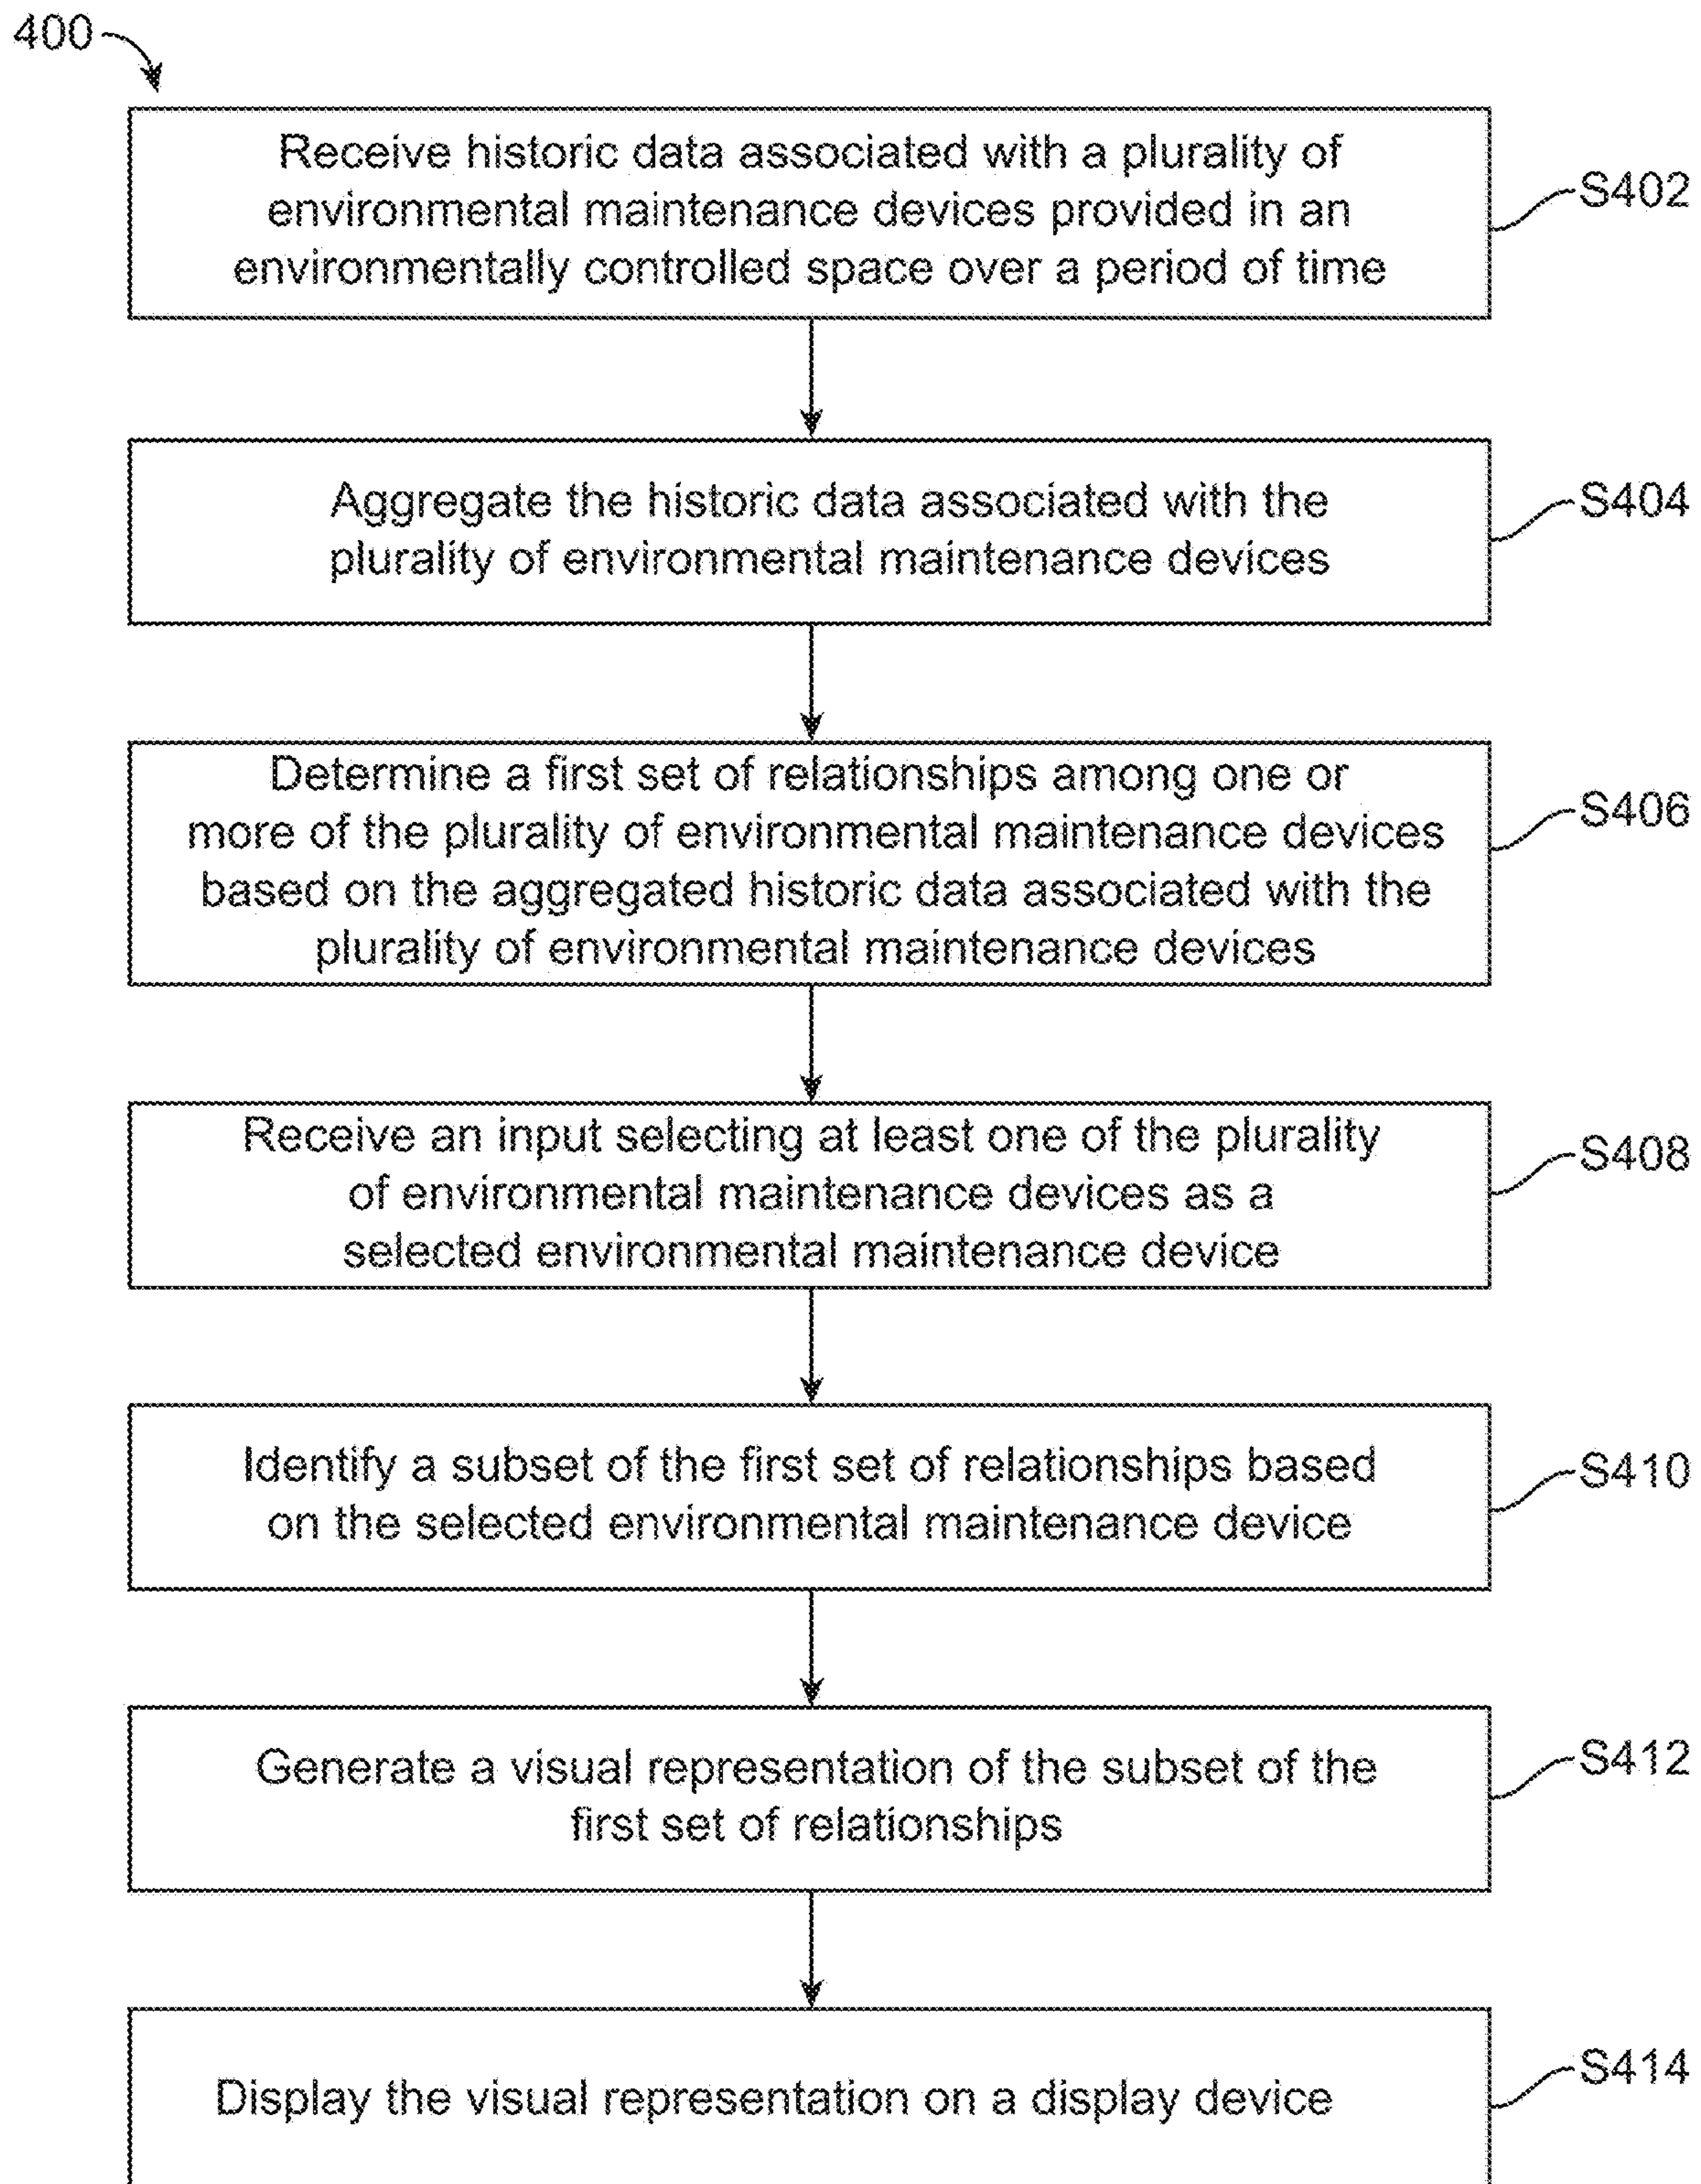 400
Receive historic data associated with a plurality of
environmental maintenance devices provided in an
environmentally controlled space over a period of time
S402
Aggregate the historic data associated with the
plurality of environmental maintenance devices
S404
Determine a first set of relationships among one or
more of the plurality of environmental maintenance devices
based on the aggregated historic data associated with the
plurality of environmental maintenance devices
S406
Receive an input selecting at least one of the plurality
of environmental maintenance devices as a
selected environmental maintenance device
S408
Identify a subset of the first set of relationships based
on the selected environmental maintenance device
S410
Generate a visual representation of the subset of the
first set of relationships
S412
Display the visual representation on a display device
S414